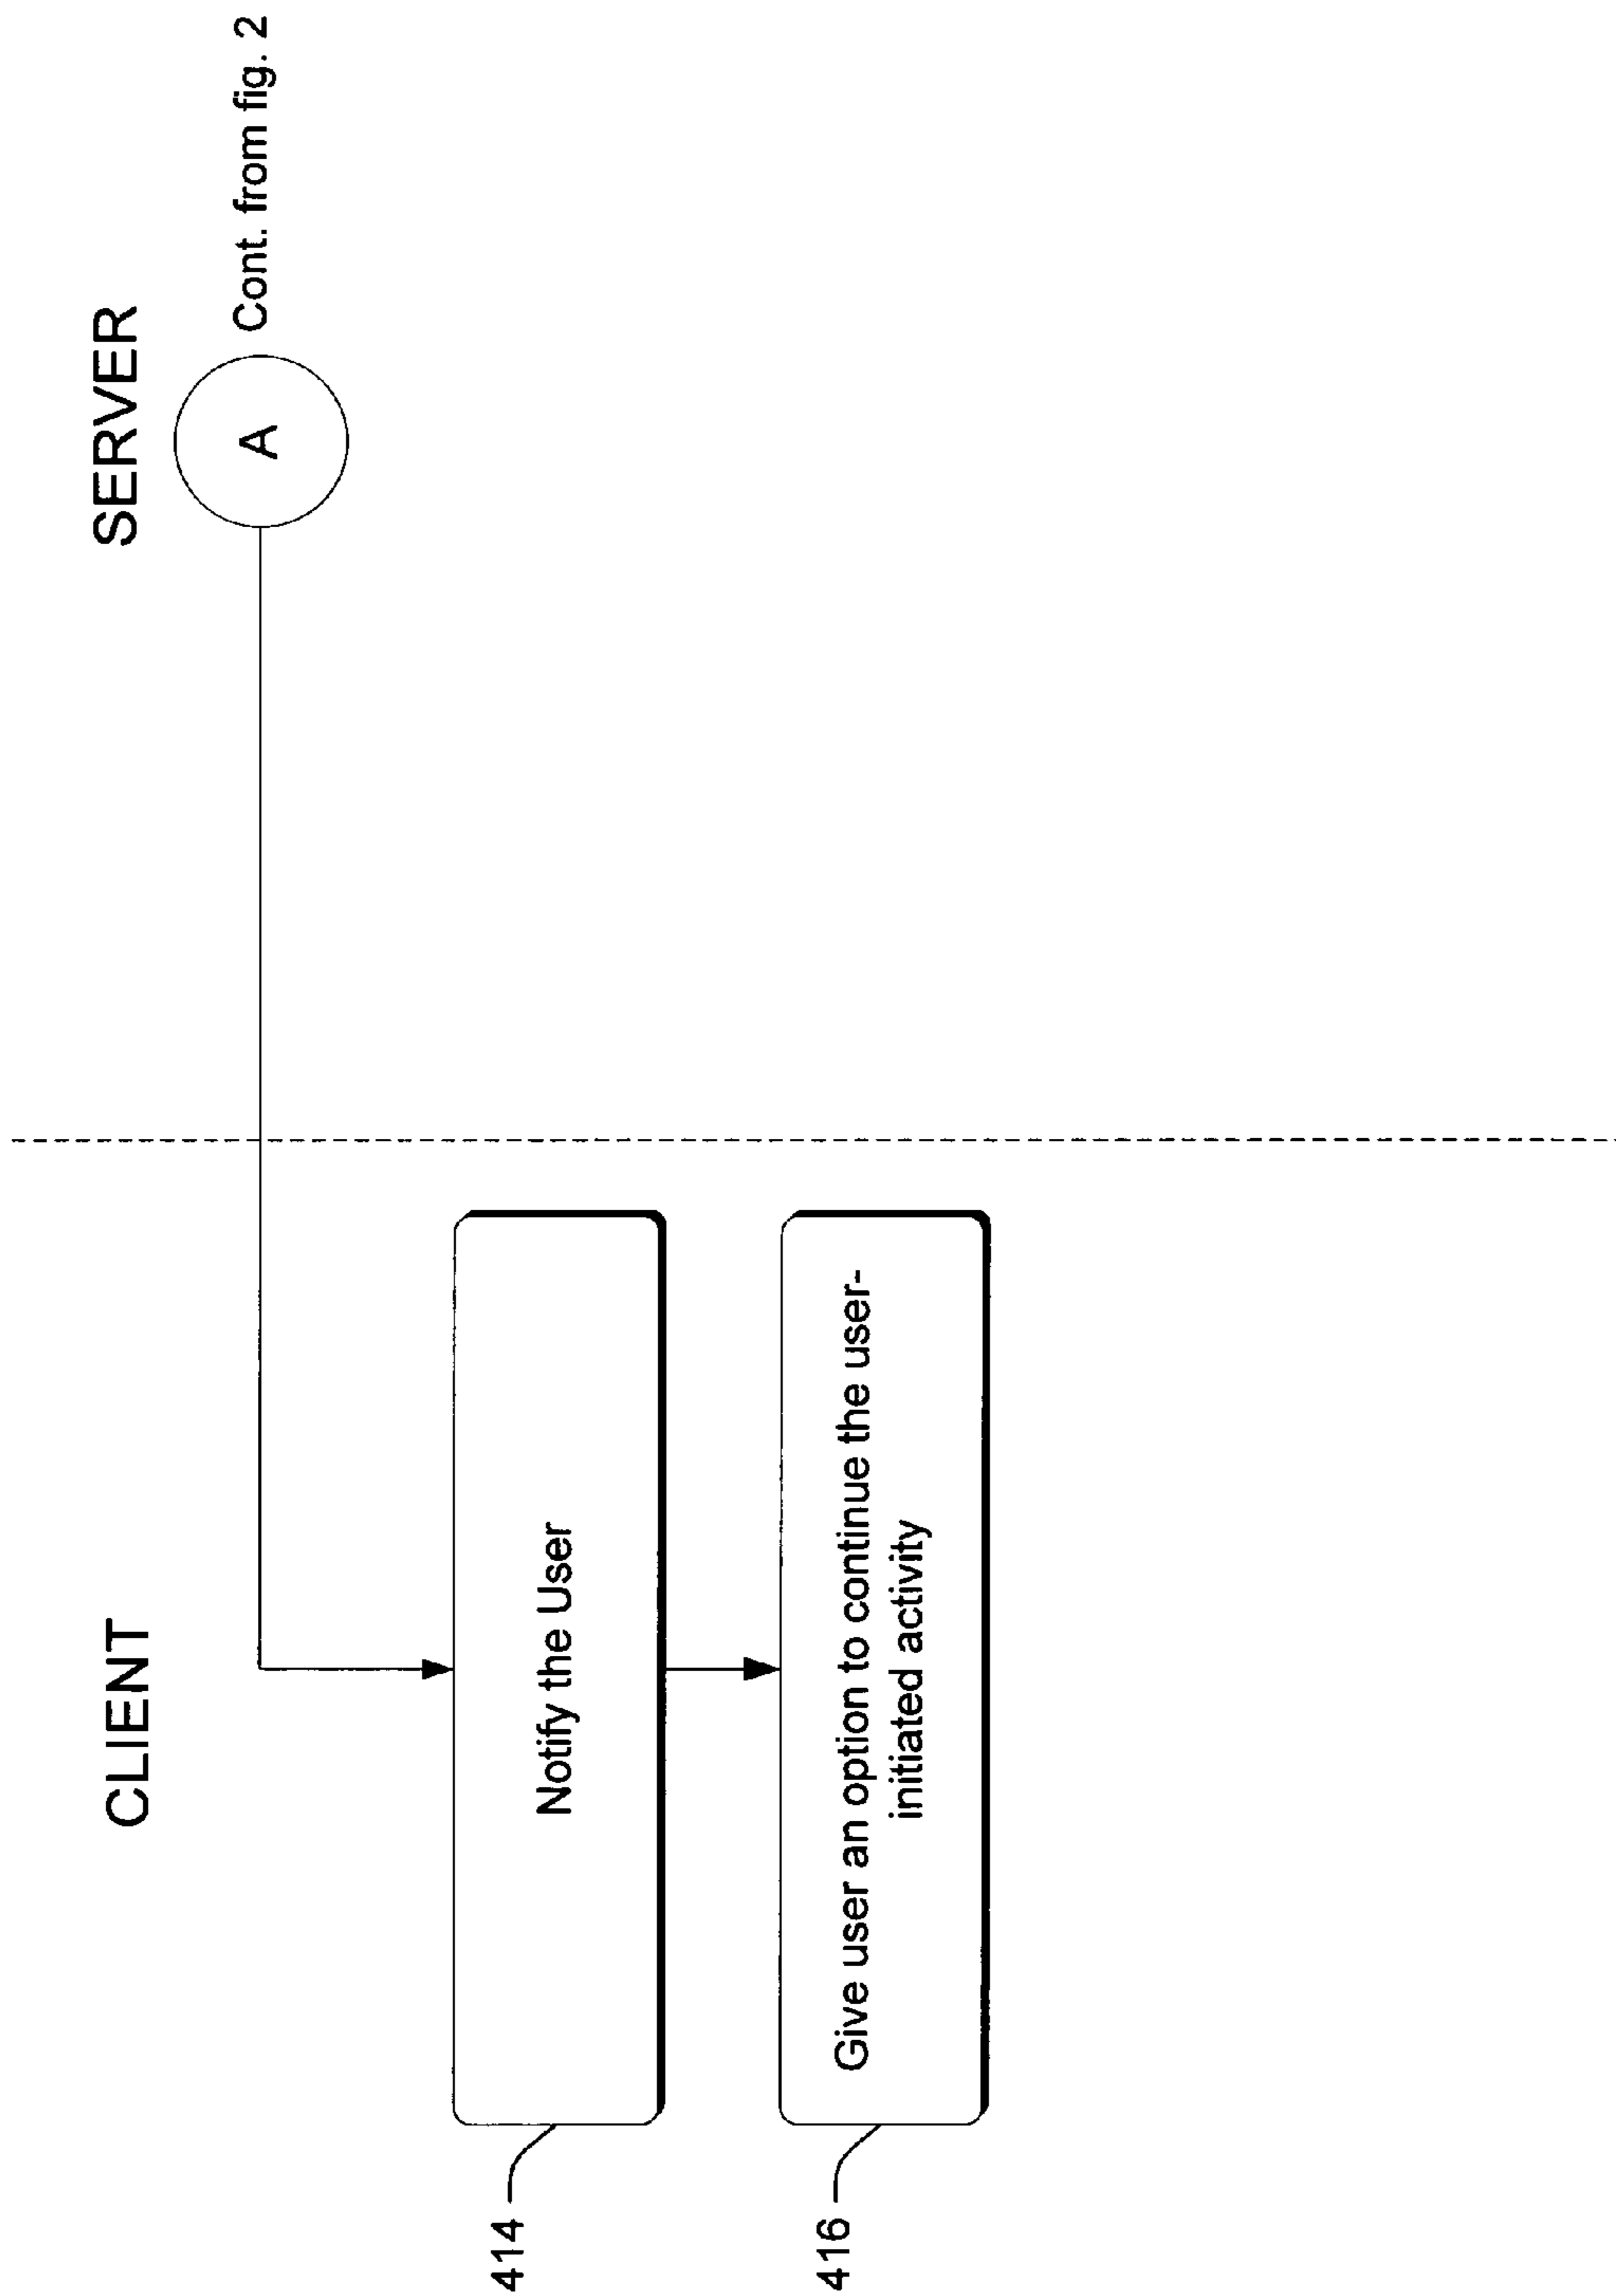 CLIENT
SERVER
A
Cont. from fig. 2
414
Notify the User
416
Give user an option to continue the user-
initiated activity